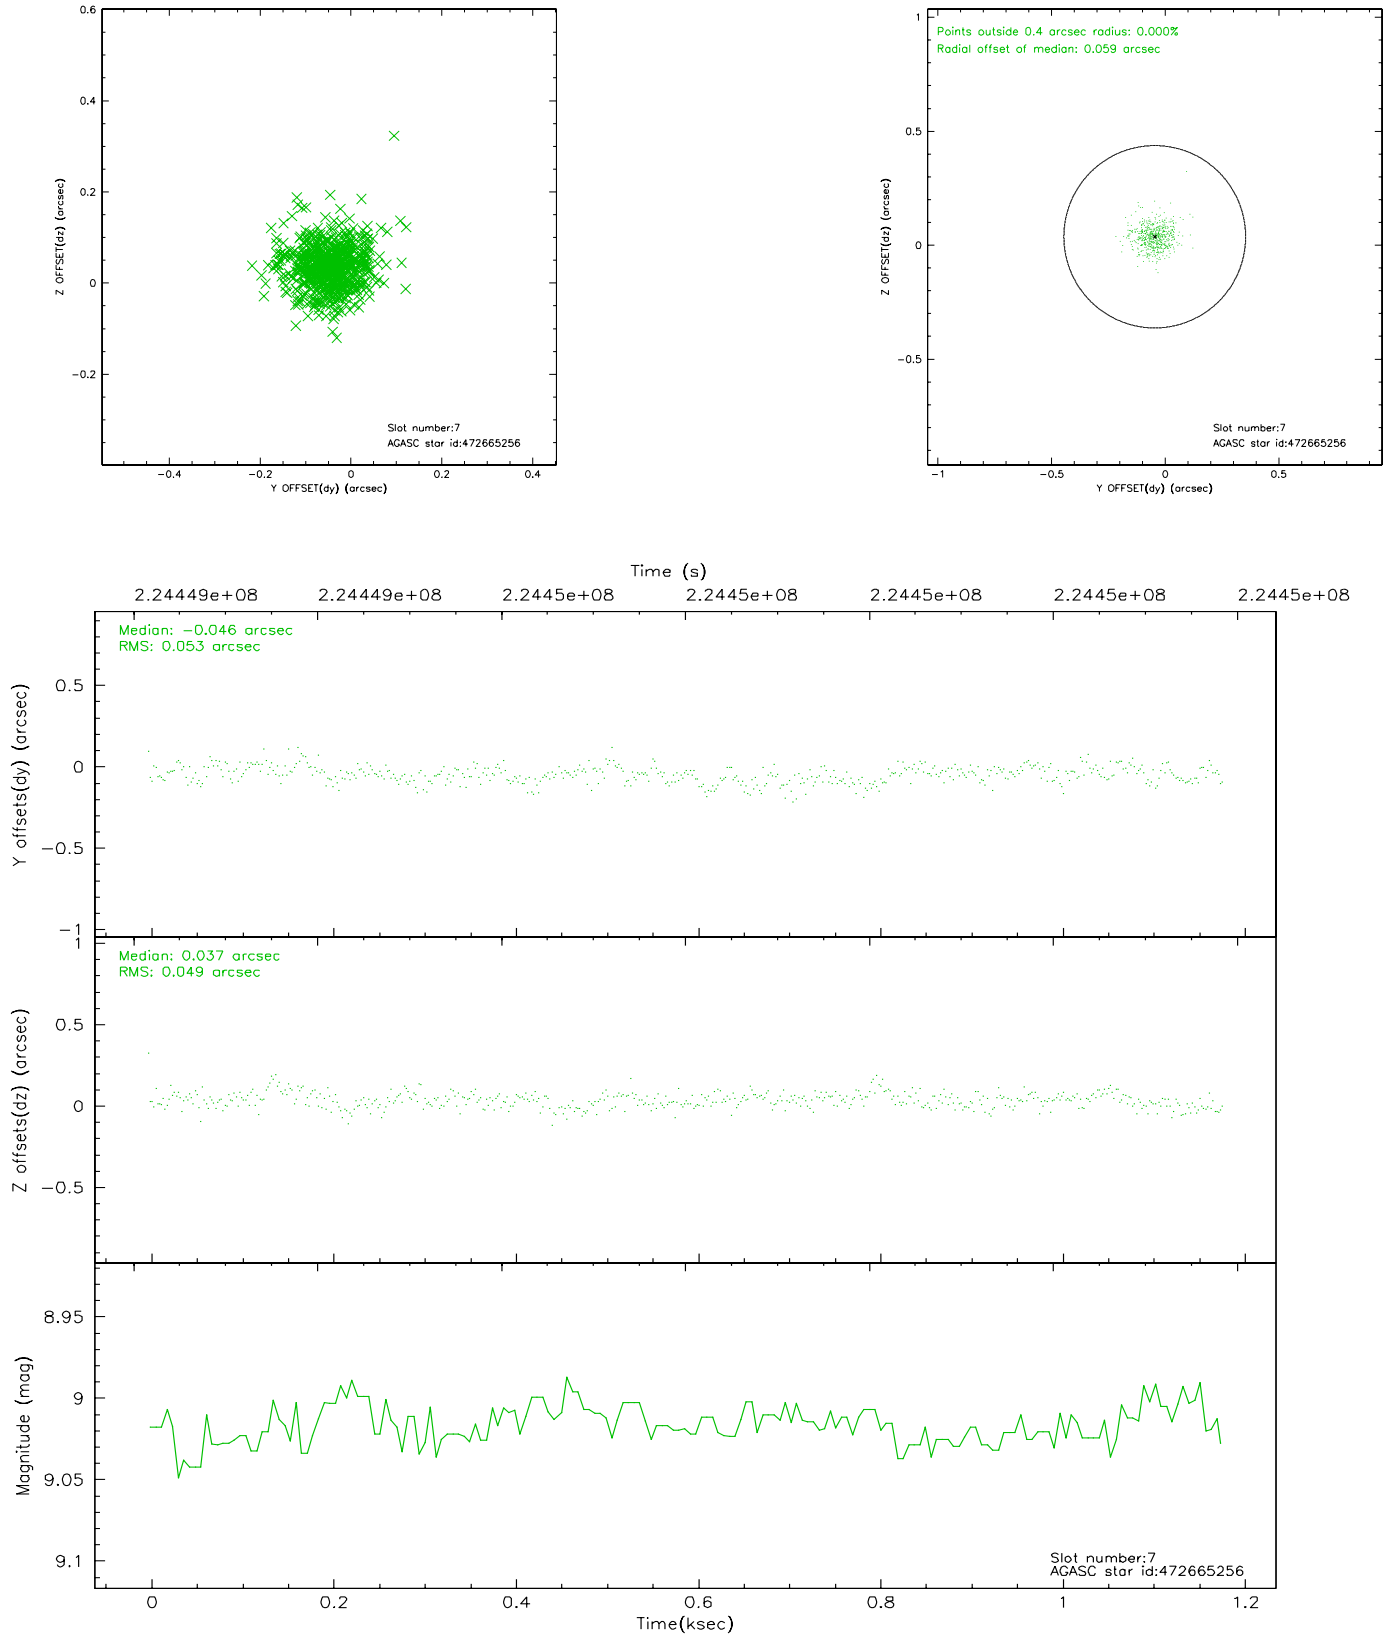 0.6
0.4
0.2
0
−0.2
Z OFFSET(dz) (arcsec)
Slot number:7
AGASC star id:472665256
−0.4 −0.2 0 0.2 0.4
Y OFFSET(dy) (arcsec)
Points outside 0.4 arcsec radius: 0.000%
Radial offset of median: 0.059 arcsec
1
0.5
0
−0.5
Z OFFSET(dz) (arcsec)
Slot number:7
AGASC star id:472665256
−1 −0.5 0 0.5
Y OFFSET(dy) (arcsec)
Time (s)
2.24449e+08 2.24449e+08 2.2445e+08 2.2445e+08 2.2445e+08 2.2445e+08 2.2445e+08
Median: −0.046 arcsec
RMS: 0.053 arcsec
0.5
0
−0.5
−1
Y offsets(dy) (arcsec)
Median: 0.037 arcsec
RMS: 0.049 arcsec
1
0.5
0
−0.5
Z offsets(dz) (arcsec)
8.95
9
9.05
9.1
Magnitude (mag)
Slot number:7
AGASC star id:472665256
0 0.2 0.4 0.6 0.8 1 1.2
Time(ksec)